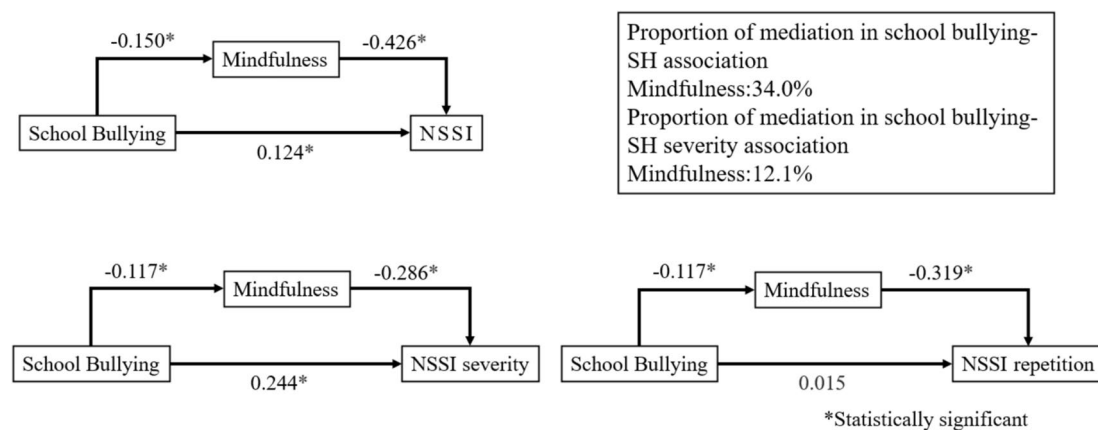 -0.150*
-0.426*
Mindfulness
School Bullying
NSSI
0.124*
Proportion of mediation in school bullying-
SH association
Mindfulness:34.0%
Proportion of mediation in school bullying-
SH severity association
Mindfulness:12.1%
-0.117*
-0.286*
Mindfulness
School Bullying
NSSI severity
0.244*
-0.117*
-0.319*
Mindfulness
School Bullying
NSSI repetition
0.015
*Statistically significant